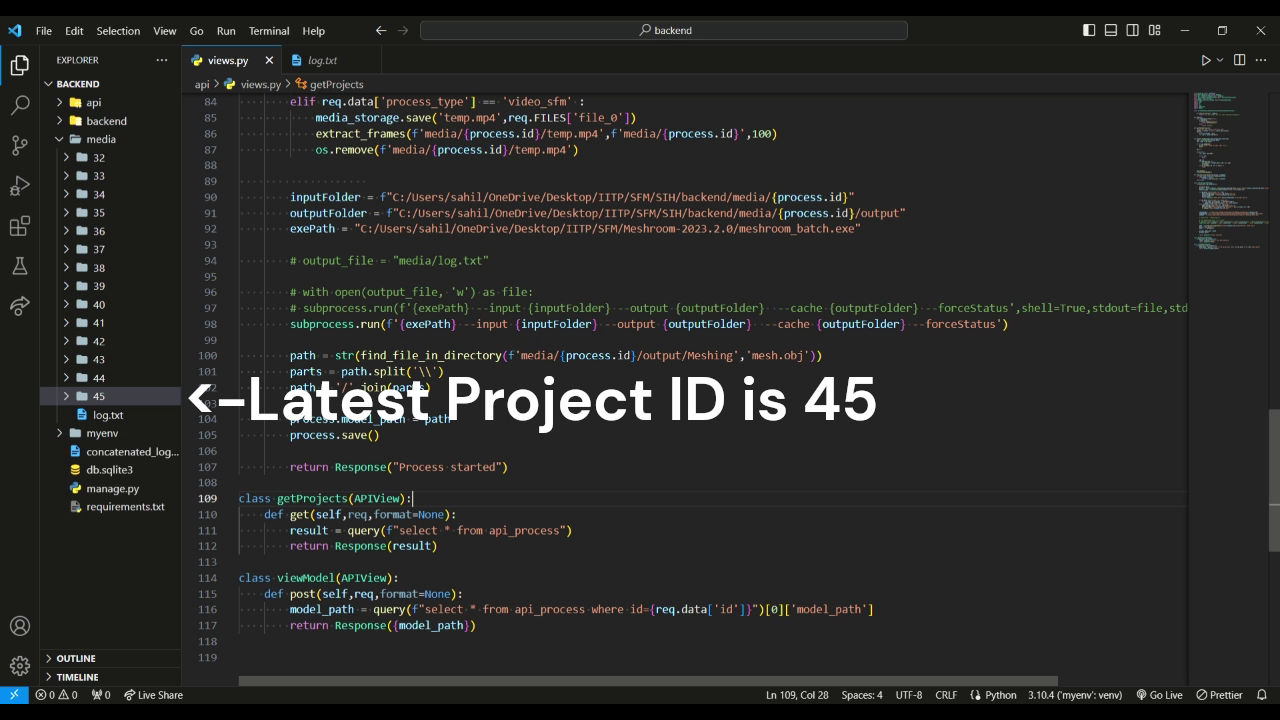 File Edit Selection View Go Run Terminal Help
backend
EXPLORER
views.py
log.txt
BACKEND
api > views.py > getProjects
api
backend
media
32
33
34
35
36
37
38
39
40
41
42
43
44
45
log.txt
myenv
concatenated_log...
db.sqlite3
manage.py
requirements.txt
OUTLINE
TIMELINE
84 elif req.data['process_type'] == 'video_sfm' :
85 media_storage.save('temp.mp4',req.FILES['file_0'])
86 extract_frames(f'media/{process.id}/temp.mp4',f'media/{process.id}',100)
87 os.remove(f'media/{process.id}/temp.mp4')
88
89
90 inputFolder = f"C:/Users/sahil/OneDrive/Desktop/IITP/SFM/SIH/backend/media/{process.id}"
91 outputFolder = f"C:/Users/sahil/OneDrive/Desktop/IITP/SFM/SIH/backend/media/{process.id}/output"
92 exePath = "C:/Users/sahil/OneDrive/Desktop/IITP/SFM/Meshroom-2023.2.0/meshroom_batch.exe"
93
94 # output_file = "media/log.txt"
95
96 # with open(output_file, 'w') as file:
97 # subprocess.run(f'{exePath} --input {inputFolder} --output {outputFolder} --cache {outputFolder} --forceStatus',shell=True,stdout=file,std
98 subprocess.run(f'{exePath} --input {inputFolder} --output {outputFolder} --cache {outputFolder} --forceStatus')
99
100 path = str(find_file_in_directory(f'media/{process.id}/output/Meshing','mesh.obj'))
101 parts = path.split('\\')
path '/' join(parts)
<-Latest Project ID is 45
104 process.model_path = path
105 process.save()
106
107 return Response("Process started")
108
109 class getProjects(APIView):
110 def get(self,req,format=None):
111 result = query(f"select * from api_process")
112 return Response(result)
113
114 class viewModel(APIView):
115 def post(self,req,format=None):
116 model_path = query(f"select * from api_process where id={req.data['id']}")[0]['model_path']
117 return Response({model_path})
118
119
0 0 0 Live Share Ln 109, Col 28 Spaces: 4 UTF-8 CRLF Python 3.10.4 ('myenv': venv) Go Live Prettier